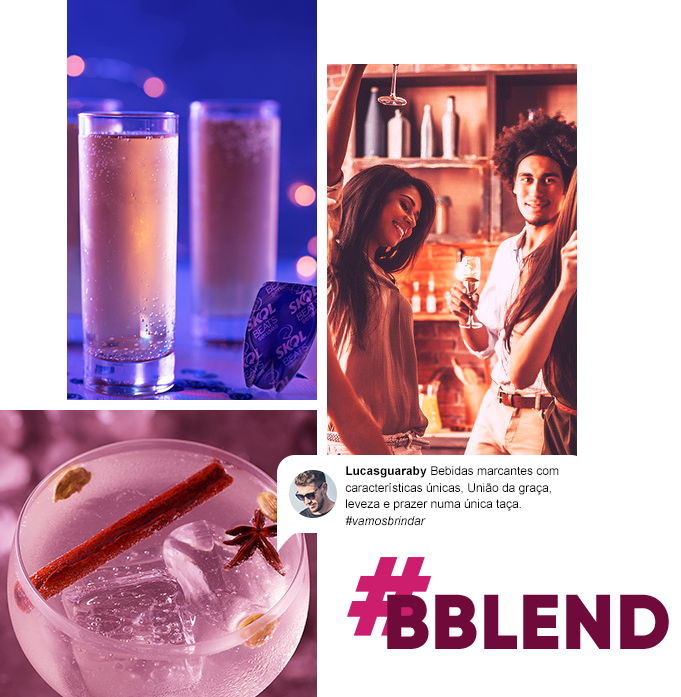 SKOL
BEATS
SKOL
Lucasguaraby Bebidas marcantes com
características únicas, União da graça,
leveza e prazer numa única taça.
#vamosbrindar
#BBLEND